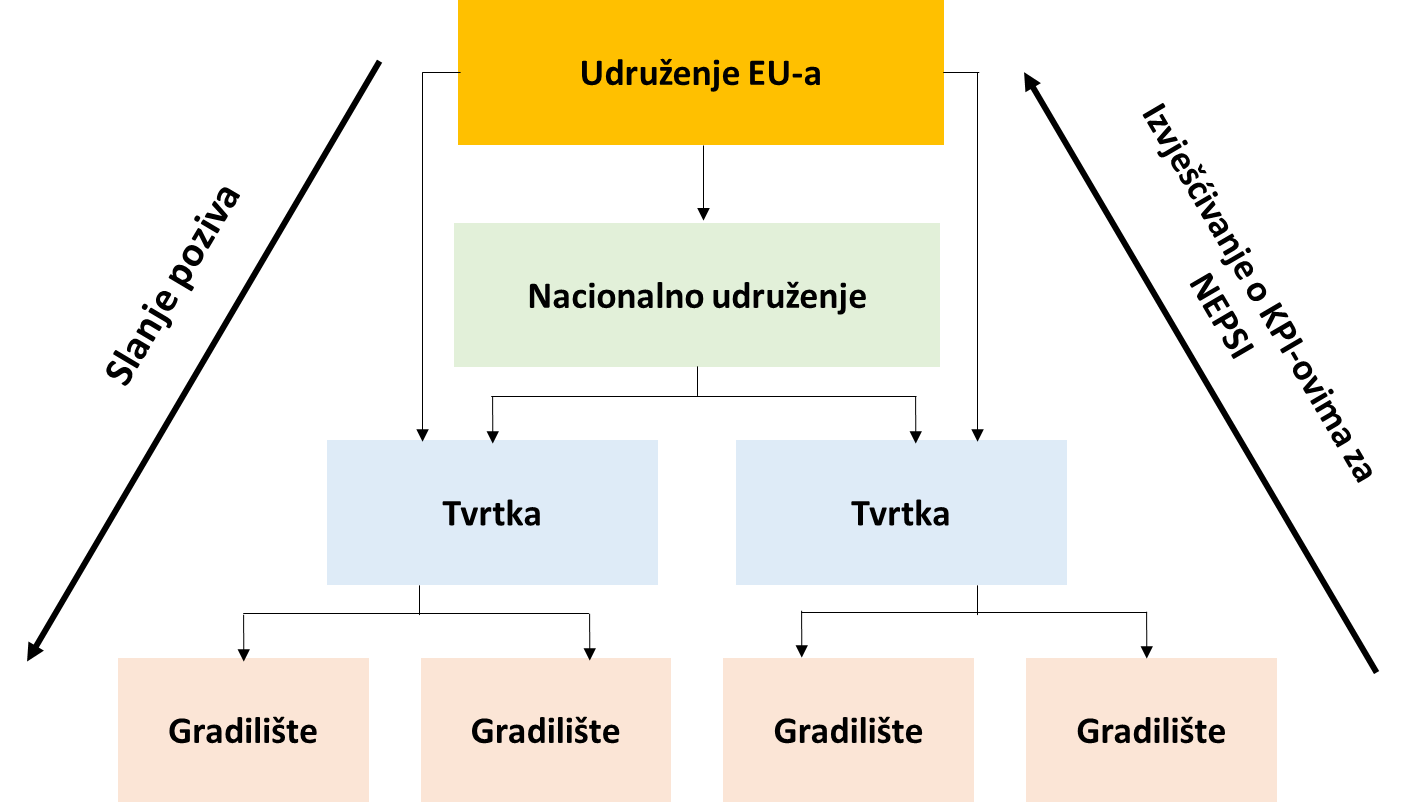 Udruženje EU-a
Slanje poziva
Izvješćivanje o KPI-ovima za
NEPSI
Nacionalno udruženje
Tvrtka
Tvrtka
Gradilište
Gradilište
Gradilište
Gradilište